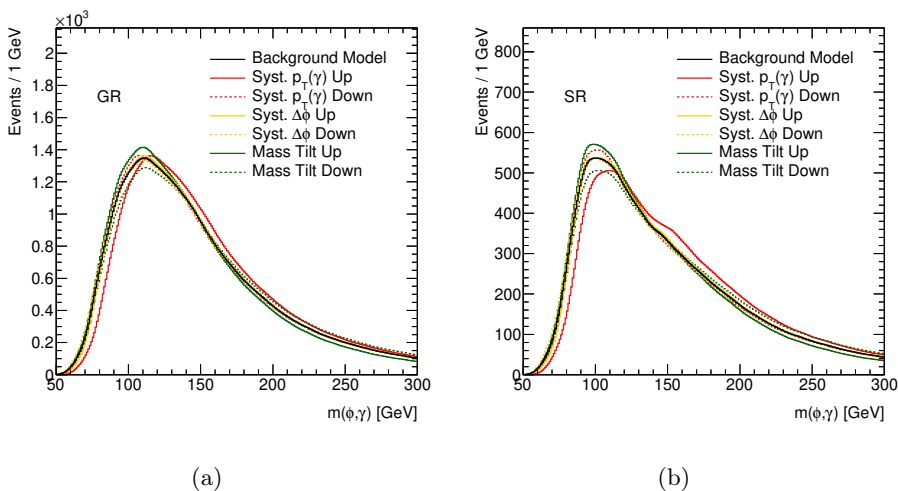 ×10³
Events / 1 GeV
2
1.8
1.6
1.4
1.2
1.0
0.8
0.6
0.4
0.2
0
GR
Background Model
Syst. p_T(γ) Up
Syst. p_T(γ) Down
Syst. Δϕ Up
Syst. Δϕ Down
Mass Tilt Up
Mass Tilt Down
50 100 150 200 250 300
m(ϕ,γ) [GeV]
(a)
Events / 1 GeV
800
700
600
500
400
300
200
100
0
SR
Background Model
Syst. p_T(γ) Up
Syst. p_T(γ) Down
Syst. Δϕ Up
Syst. Δϕ Down
Mass Tilt Up
Mass Tilt Down
50 100 150 200 250 300
m(ϕ,γ) [GeV]
(b)